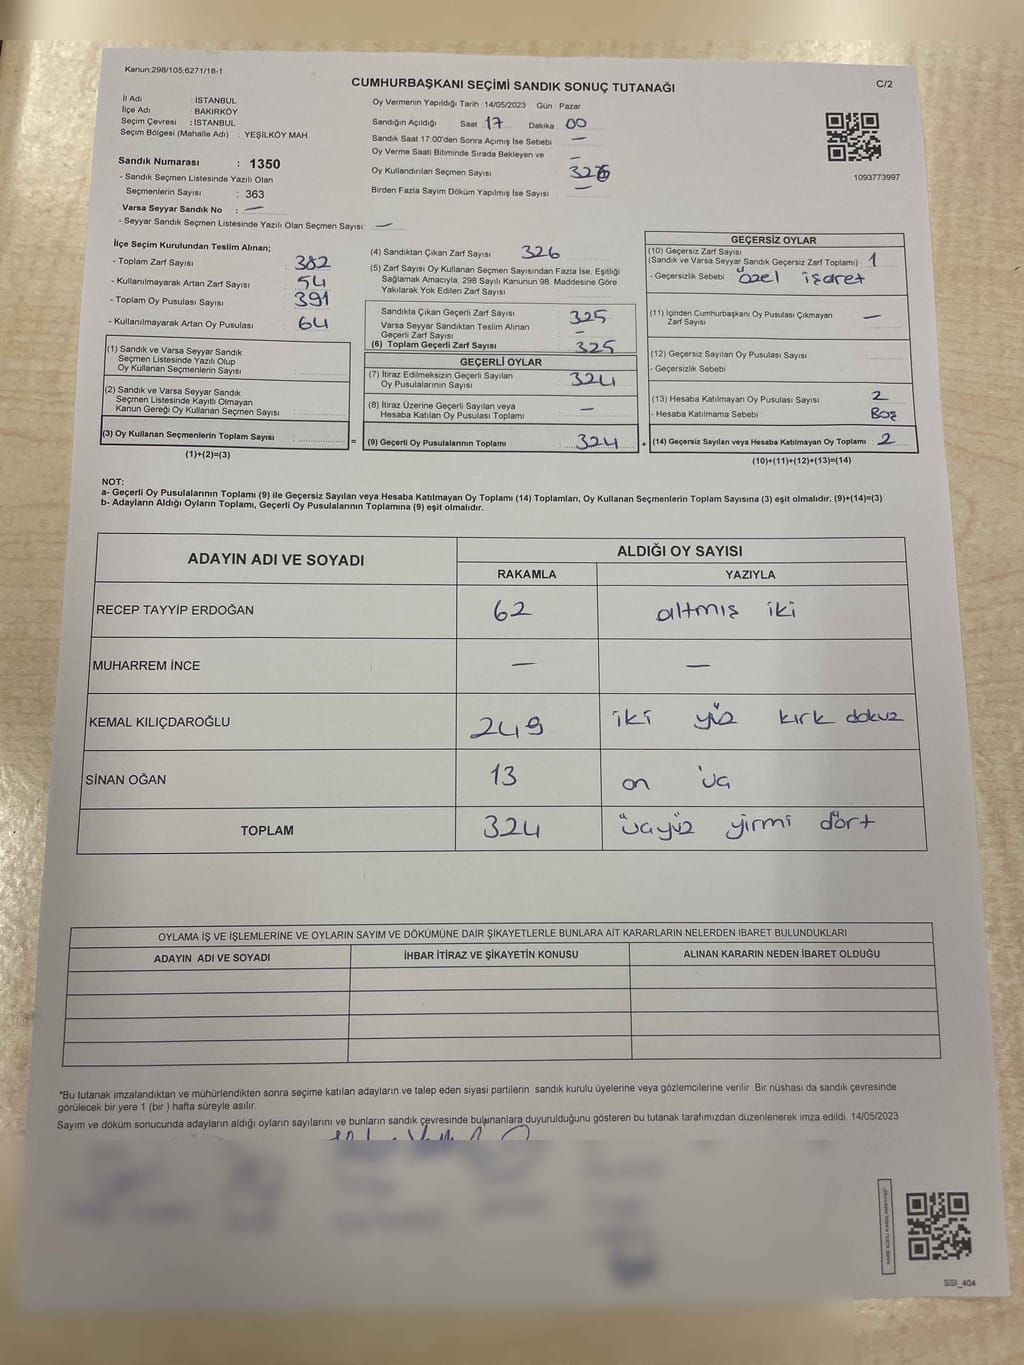 Kanun;298/105;6271/18-1
CUMHURBAŞKANI SEÇİMİ SANDIK SONUÇ TUTANAĞI
C/2
İl Adı : İSTANBUL
İlçe Adı : BAKIRKÖY
Seçim Çevresi : İSTANBUL
Seçim Bölgesi (Mahalle Adı) : YEŞİLKÖY MAH.
Sandık Numarası : 1350
- Sandık Seçmen Listesinde Yazılı Olan
Seçmenlerin Sayısı : 363
Varsa Seyyar Sandık No : —
- Seyyar Sandık Seçmen Listesinde Yazılı Olan Seçmen Sayısı: —
Oy Vermenin Yapıldığı Tarih : 14/05/2023 Gün : Pazar
Sandığın Açıldığı Saat : 17 Dakika : 00
Sandık Saat 17:00'den Sonra Açımış İse Sebebi : —
Oy Verme Saati Bitiminde Sırada Bekleyen ve —
Oy Kullandırılan Seçmen Sayısı : 326
Birden Fazla Sayım Döküm Yapılmış İse Sayısı : —
1093773997
İlçe Seçim Kurulundan Teslim Alınan;
- Toplam Zarf Sayısı : 382
- Kullanılmayarak Artan Zarf Sayısı : 54
- Toplam Oy Pusulası Sayısı : 391
- Kullanılmayarak Artan Oy Pusulası : 64
(1) Sandık ve Varsa Seyyar Sandık
Seçmen Listesinde Yazılı Olup
Oy Kullanan Seçmenlerin Sayısı :
(2) Sandık ve Varsa Seyyar Sandık
Seçmen Listesinde Kayıtlı Olmayan
Kanun Gereği Oy Kullanan Seçmen Sayısı :
(3) Oy Kullanan Seçmenlerin Toplam Sayısı : =
(1)+(2)=(3)
(4) Sandıktan Çıkan Zarf Sayısı 326
(5) Zarf Sayısı Oy Kullanan Seçmen Sayısından Fazla İse, Eşitliği
Sağlamak Amacıyla, 298 Sayılı Kanunun 98. Maddesine Göre
Yakılarak Yok Edilen Zarf Sayısı :
Sandıkta Çıkan Geçerli Zarf Sayısı 325
Varsa Seyyar Sandıktan Teslim Alınan
Geçerli Zarf Sayısı —
(6) Toplam Geçerli Zarf Sayısı 325
GEÇERLİ OYLAR
(7) İtiraz Edilmeksizin Geçerli Sayılan
Oy Pusulalarının Sayısı 324
(8) İtiraz Üzerine Geçerli Sayılan veya
Hesaba Katılan Oy Pusulası Toplamı —
(9) Geçerli Oy Pusulalarının Toplamı 324 +
GEÇERSİZ OYLAR
(10) Geçersiz Zarf Sayısı
(Sandık ve Varsa Seyyar Sandık Geçersiz Zarf Toplamı) : 1
- Geçersizlik Sebebi : özel işaret
(11) İçinden Cumhurbaşkanı Oy Pusulası Çıkmayan
Zarf Sayısı —
(12) Geçersiz Sayılan Oy Pusulası Sayısı
- Geçersizlik Sebebi
(13) Hesaba Katılmayan Oy Pusulası Sayısı : 2
- Hesaba Katılmama Sebebi : Boş
(14) Geçersiz Sayılan veya Hesaba Katılmayan Oy Toplamı : 2
(10)+(11)+(12)+(13)=(14)
NOT:
a- Geçerli Oy Pusulalarının Toplamı (9) ile Geçersiz Sayılan veya Hesaba Katılmayan Oy Toplamı (14) Toplamları, Oy Kullanan Seçmenlerin Toplam Sayısına (3) eşit olmalıdır. (9)+(14)=(3)
b- Adayların Aldığı Oyların Toplamı, Geçerli Oy Pusulalarının Toplamına (9) eşit olmalıdır.
ADAYIN ADI VE SOYADI ALDIĞI OY SAYISI
RAKAMLA YAZIYLA
RECEP TAYYİP ERDOĞAN 62 altmış iki
MUHARREM İNCE — —
KEMAL KILIÇDAROĞLU 249 iki yüz kırk dokuz
SİNAN OĞAN 13 on üç
TOPLAM 324 üçyüz yirmi dört
OYLAMA İŞ VE İŞLEMLERİNE VE OYLARIN SAYIM VE DÖKÜMÜNE DAİR ŞİKAYETLERLE BUNLARA AİT KARARLARIN NELERDEN İBARET BULUNDUKLARI
ADAYIN ADI VE SOYADI İHBAR İTİRAZ VE ŞİKAYETİN KONUSU ALINAN KARARIN NEDEN İBARET OLDUĞU
*Bu tutanak imzalandıktan ve mühürlendikten sonra seçime katılan adayların ve talep eden siyasi partilerin sandık kurulu üyelerine veya gözlemcilerine verilir. Bir nüshası da sandık çevresinde
görülecek bir yere 1 (bir ) hafta süreyle asılır.
Sayım ve döküm sonucunda adayların aldığı oyların sayılarını ve bunların sandık çevresinde bulunanlara duyurulduğunu gösteren bu tutanak tarafımızdan düzenlenerek imza edildi. 14/05/2023
SSI_404